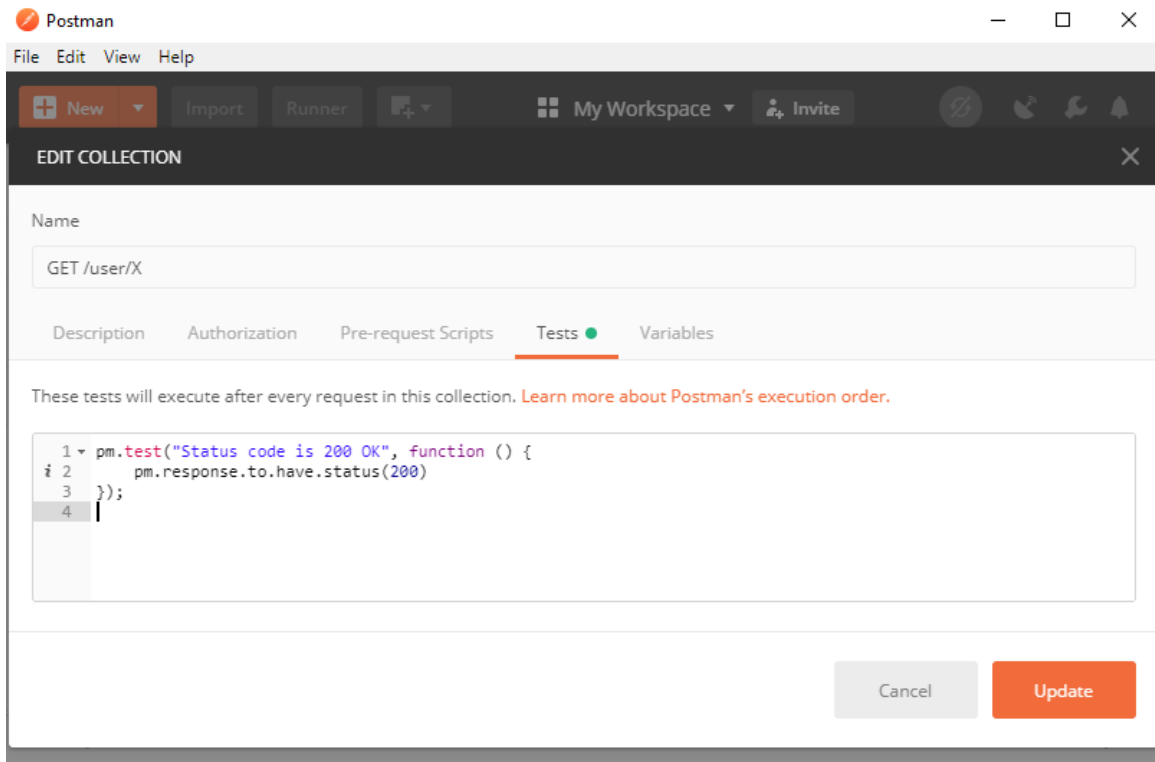 Postman
File Edit View Help
New Import Runner My Workspace Invite
EDIT COLLECTION
Name
GET /user/X
Description Authorization Pre-request Scripts Tests Variables
These tests will execute after every request in this collection. Learn more about Postman's execution order.
1 pm.test("Status code is 200 OK", function () {
i 2 pm.response.to.have.status(200)
3 });
4
Cancel Update